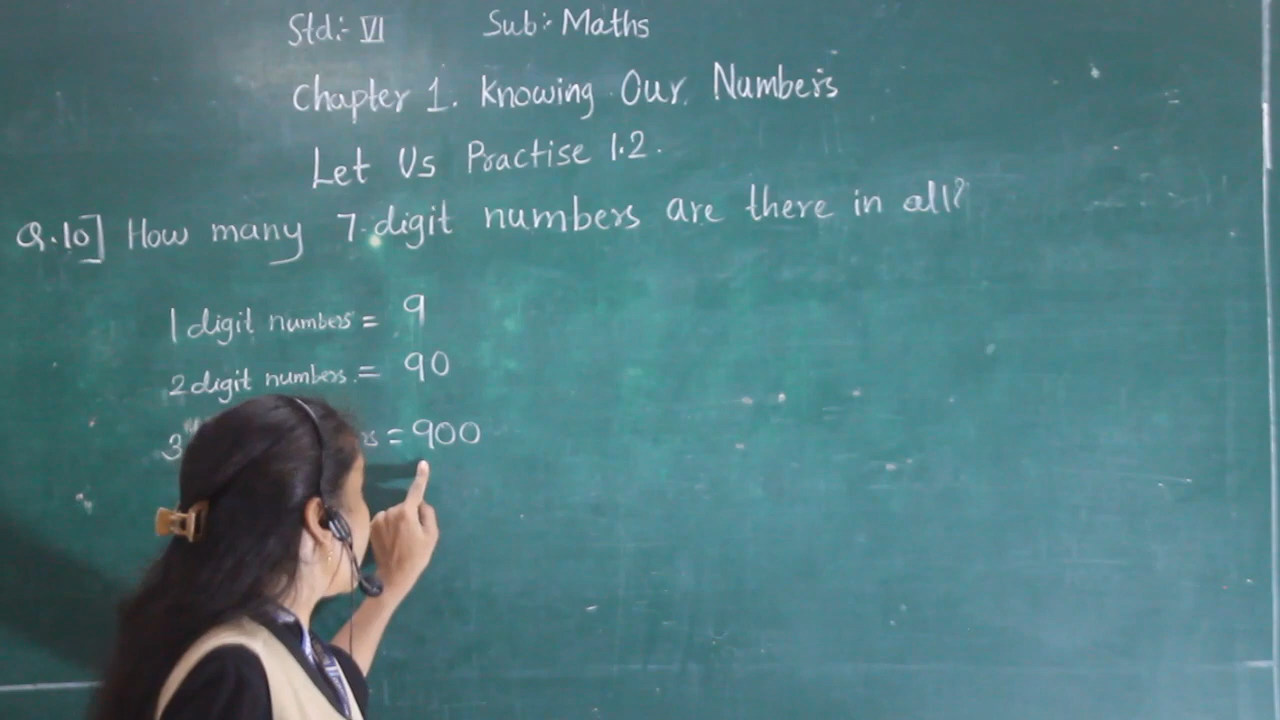 Std:- VI Sub:- Maths
Chapter 1. Knowing Our Numbers
Let Us Practise 1.2.
Q.10] How many 7-digit numbers are there in all?
1 digit numbers = 9
2 digit numbers = 90
3 = 900